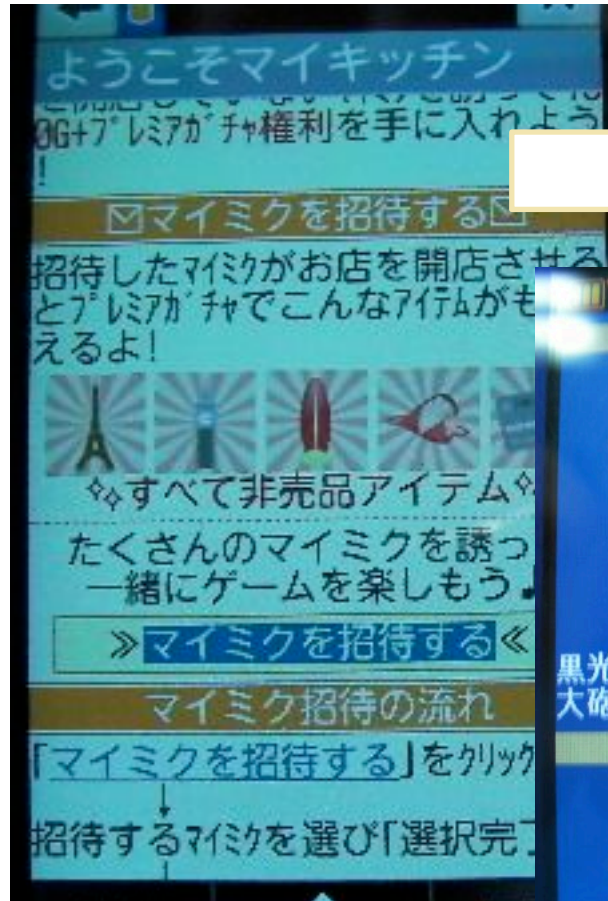 ようこそマイキッチン
0G+プレミアガチャ権利を手に入れよう
!
マイミクを招待する
招待したマイミクがお店を開店させる
とプレミアガチャでこんなアイテムがも
えるよ!
すべて非売品アイテム
たくさんのマイミクを誘っ
一緒にゲームを楽しもう♪
≫マイミクを招待する≪
マイミク招待の流れ
「マイミクを招待する」をクリック
↓
招待するマイミクを選び「選択完了
黒光
大砲